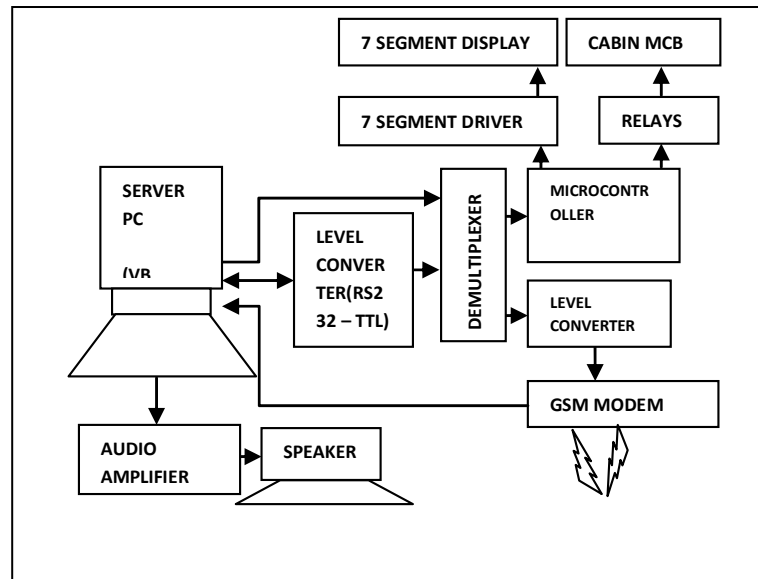 7 SEGMENT DISPLAY
CABIN MCB
7 SEGMENT DRIVER
RELAYS
SERVER
PC
(VB
LEVEL
CONVER
TER(RS2
32 – TTL)
DEMULTIPLEXER
MICROCONTR
OLLER
LEVEL
CONVERTER
GSM MODEM
AUDIO
AMPLIFIER
SPEAKER